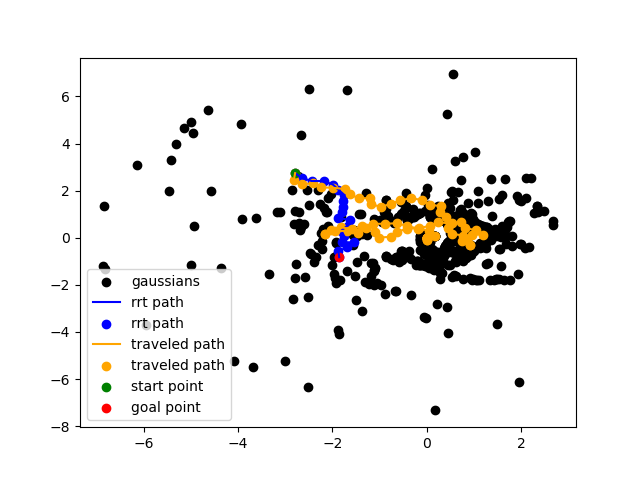 6
4
2
0
−2
−4
−6
−8
gaussians
rrt path
rrt path
traveled path
traveled path
start point
goal point
−6
−4
−2
0
2